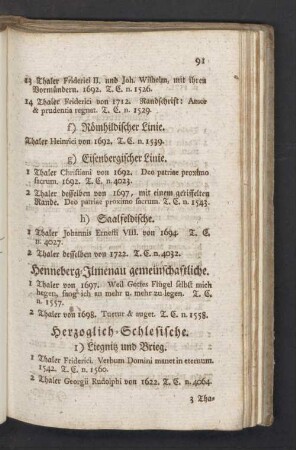 91
13 Thaler Friderici II. und Joh. Wilhelm, mit ihren
Vormündern. 1692. T. C. n. 1526.
14 Thaler Friderici von 1712. Randschrift: Amor
& prudentia regnet. T. C. n. 1529.
f) Römhildischer Linie.
Thaler Heinrici von 1692. T. C. n. 1539.
g) Eisenbergischer Linie.
1 Thaler Christiani von 1692. Deo patriae proximo
sacrum. 1692. T. C. n. 4023.
2 Thaler desselben von 1697, mit einem geriffelten
Rande. Deo patriae proximo sacrum. T. C. n. 1543.
h) Saalfeldische.
1 Thaler Johannis Ernesti VIII. von 1694. T. C.
n. 4027.
2 Thaler desselben von 1722. T. C. n. 4032.
Henneberg-Ilmenau gemeinschaftliche.
1 Thaler von 1697. Weil Gottes Flügel selbst mich
hegen, fang ich an mehr u. mehr zu legen. T. C.
n. 1557.
2 Thaler von 1698. Tuetur & auget. T. C. n. 1558.
Herzoglich-Schlesische.
1) Liegnitz und Brieg.
1 Thaler Friderici. Verbum Domini manet in eternum.
1542. T. C. n. 1560.
2 Thaler Georgii Rudolphi von 1622. T. C. n. 4064.
3 Tha-